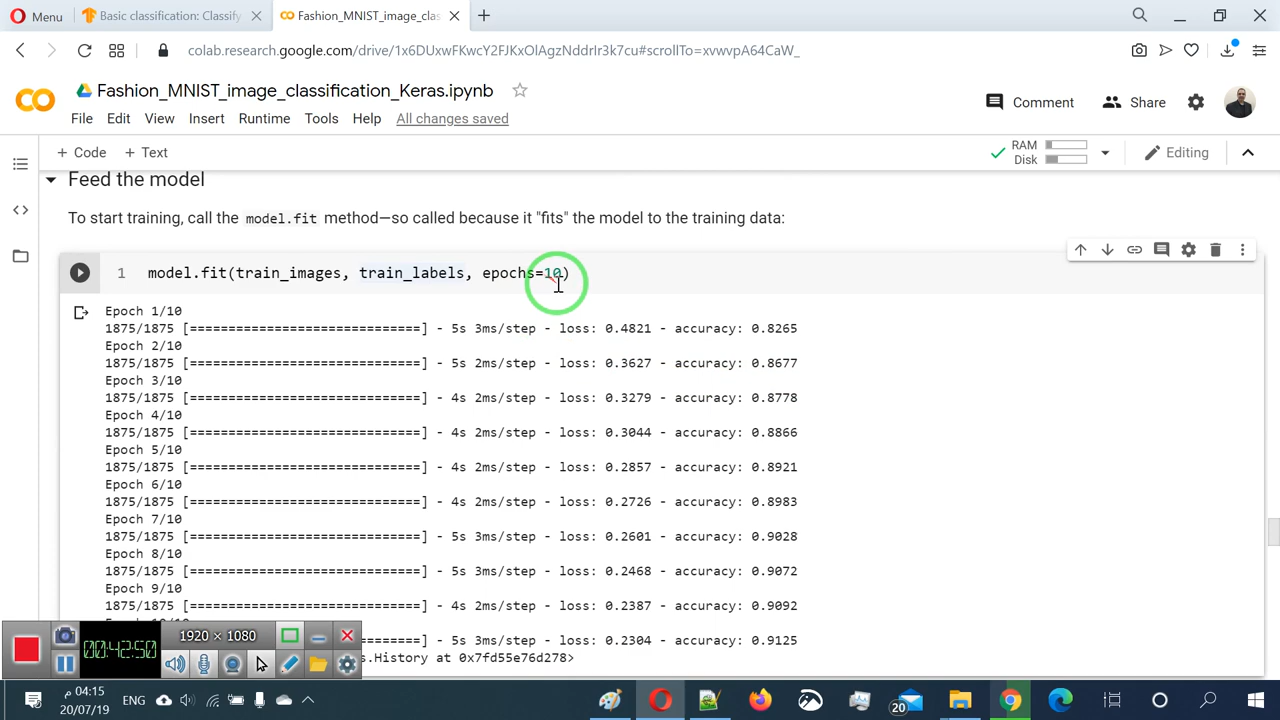 Menu
Basic classification: Classify
Fashion_MNIST_image_clas
colab.research.google.com/drive/1x6DUxwFKwcY2FJKxOlAgzNddrIr3k7cu#scrollTo=xvwvpA64CaW_
Fashion_MNIST_image_classification_Keras.ipynb
Comment
Share
File Edit View Insert Runtime Tools Help All changes saved
+ Code + Text
RAM
Disk
Editing
Feed the model
To start training, call the model.fit method—so called because it "fits" the model to the training data:
1 model.fit(train_images, train_labels, epochs=10)
Epoch 1/10
1875/1875 [==============================] - 5s 3ms/step - loss: 0.4821 - accuracy: 0.8265
Epoch 2/10
1875/1875 [==============================] - 5s 2ms/step - loss: 0.3627 - accuracy: 0.8677
Epoch 3/10
1875/1875 [==============================] - 4s 2ms/step - loss: 0.3279 - accuracy: 0.8778
Epoch 4/10
1875/1875 [==============================] - 4s 2ms/step - loss: 0.3044 - accuracy: 0.8866
Epoch 5/10
1875/1875 [==============================] - 4s 2ms/step - loss: 0.2857 - accuracy: 0.8921
Epoch 6/10
1875/1875 [==============================] - 4s 2ms/step - loss: 0.2726 - accuracy: 0.8983
Epoch 7/10
1875/1875 [==============================] - 5s 3ms/step - loss: 0.2601 - accuracy: 0.9028
Epoch 8/10
1875/1875 [==============================] - 5s 3ms/step - loss: 0.2468 - accuracy: 0.9072
Epoch 9/10
1875/1875 [==============================] - 4s 2ms/step - loss: 0.2387 - accuracy: 0.9092
=========] - 5s 3ms/step - loss: 0.2304 - accuracy: 0.9125
s.History at 0x7fd55e76d278>
1920 × 1080
00:42:50
04:15 م
20/07/19
ENG
20